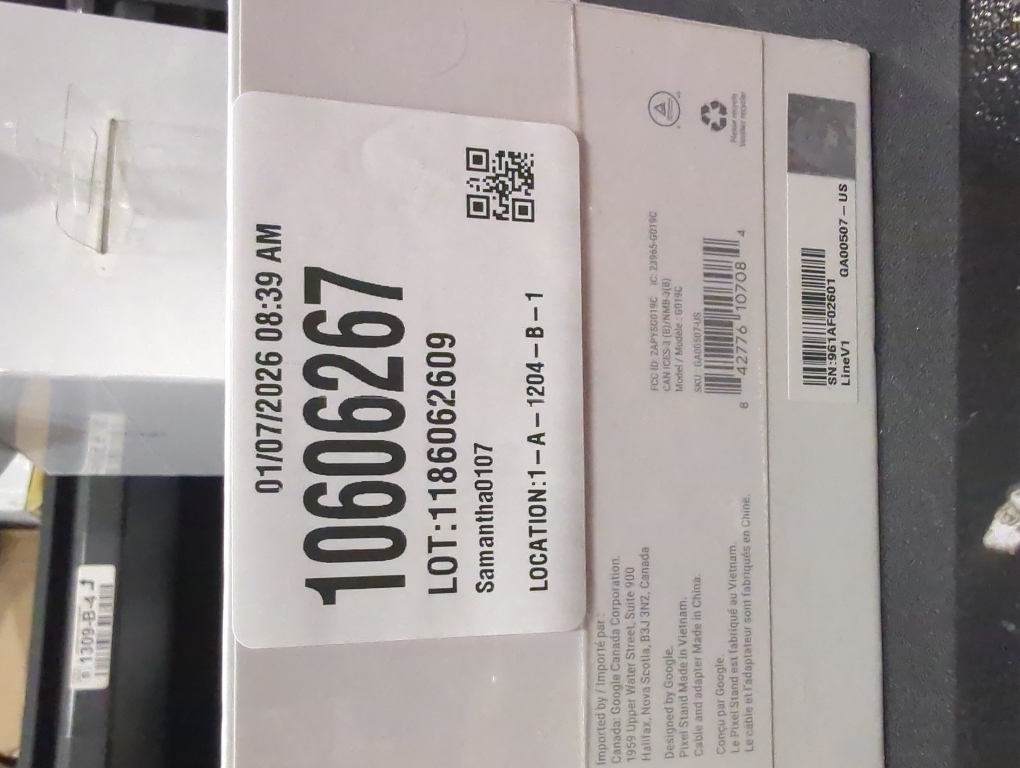 01/07/2026 08:39 AM
10606267
LOT:1186062609
Samantha0107
LOCATION:1-A-1204-B-1
1309-B-4
Imported by / Importé par :
Canada: Google Canada Corporation.
1959 Upper Water Street, Suite 900
Halifax, Nova Scotia, B3J 3N2, Canada
Designed by Google.
Pixel Stand Made in Vietnam.
Cable and adapter Made in China.
Conçu par Google.
Le Pixel Stand est fabriqué au Vietnam.
Le câble et l'adaptateur sont fabriqués en Chine.
FCC ID: 2APYSG019C IC: 23965-G019C
CAN ICES-3 (B)/NMB-3(B)
Model / Modèle : G019C
SKU : GA00507-US
8 42776 10708 4
Please recycle
Veuillez recycler
SN:961AF02601
LineV1 GA00507-US